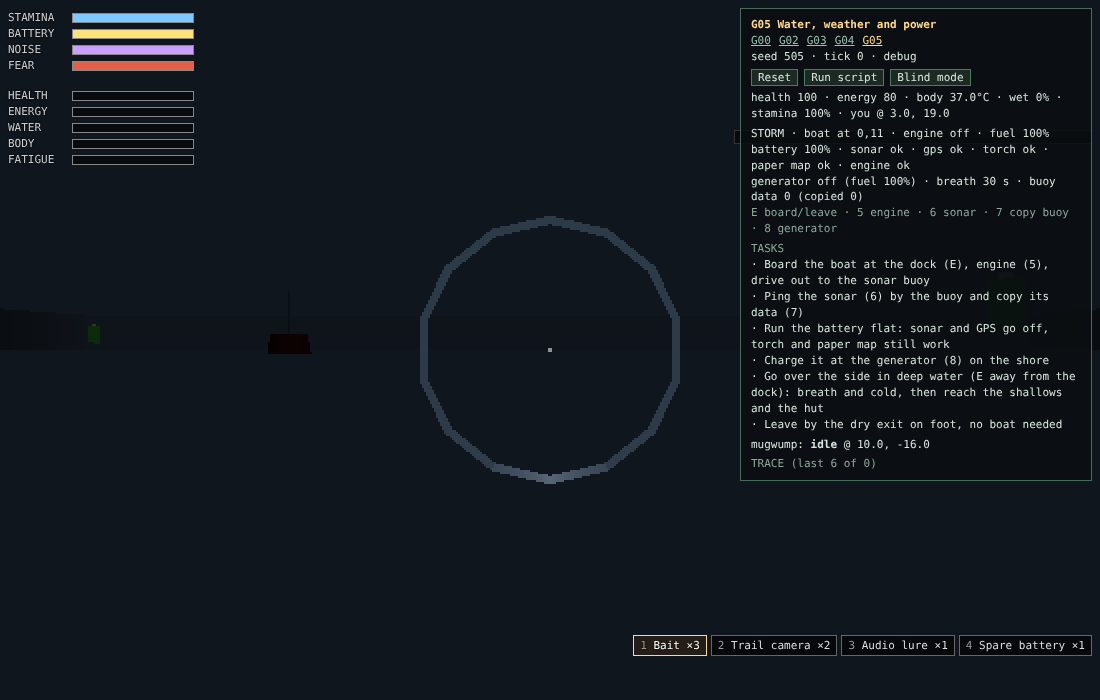 STAMINA
BATTERY
NOISE
FEAR
HEALTH
ENERGY
WATER
BODY
FATIGUE
G05 Water, weather and power
G00 G02 G03 G04 G05
seed 505 · tick 0 · debug
Reset Run script Blind mode
health 100 · energy 80 · body 37.0°C · wet 0% ·
stamina 100% · you @ 3.0, 19.0
STORM · boat at 0,11 · engine off · fuel 100%
battery 100% · sonar ok · gps ok · torch ok ·
paper map ok · engine ok
generator off (fuel 100%) · breath 30 s · buoy
data 0 (copied 0)
E board/leave · 5 engine · 6 sonar · 7 copy buoy
· 8 generator
TASKS
· Board the boat at the dock (E), engine (5),
drive out to the sonar buoy
· Ping the sonar (6) by the buoy and copy its
data (7)
· Run the battery flat: sonar and GPS go off,
torch and paper map still work
· Charge it at the generator (8) on the shore
· Go over the side in deep water (E away from the
dock): breath and cold, then reach the shallows
and the hut
· Leave by the dry exit on foot, no boat needed
mugwump: idle @ 10.0, -16.0
TRACE (last 6 of 0)
1 Bait ×3 2 Trail camera ×2 3 Audio lure ×1 4 Spare battery ×1